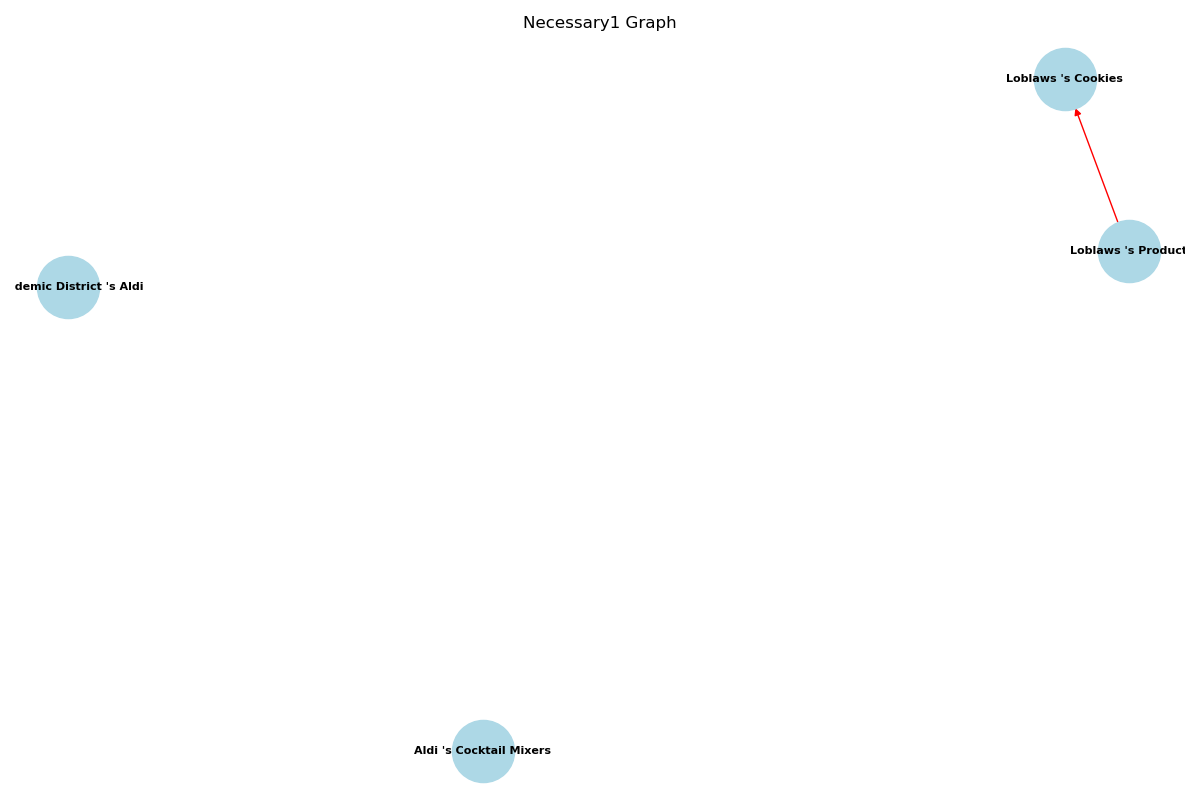 Necessary1 Graph
Loblaws 's Cookies
Loblaws 's Product
demic District 's Aldi
Aldi 's Cocktail Mixers